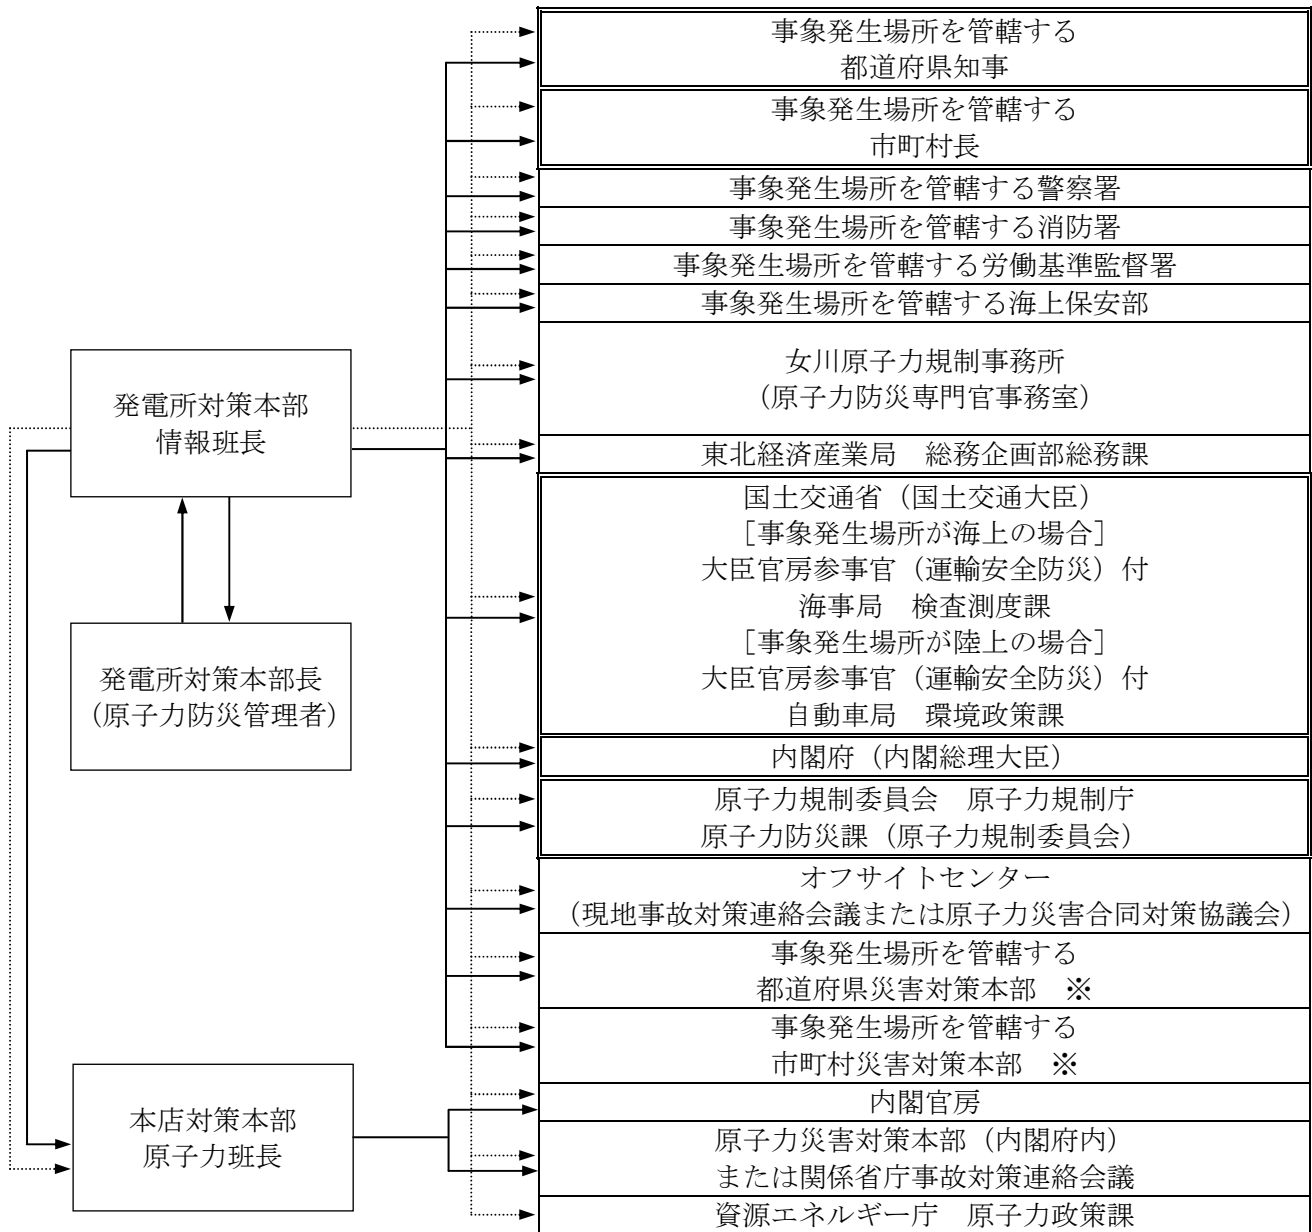 事象発生場所を管轄する
都道府県知事
事象発生場所を管轄する
市町村長
事象発生場所を管轄する警察署
事象発生場所を管轄する消防署
事象発生場所を管轄する労働基準監督署
事象発生場所を管轄する海上保安部
女川原子力規制事務所
(原子力防災専門官事務室)
東北経済産業局　総務企画部総務課
国土交通省（国土交通大臣）
［事象発生場所が海上の場合］
大臣官房参事官（運輸安全防災）付
海事局　検査測度課
［事象発生場所が陸上の場合］
大臣官房参事官（運輸安全防災）付
自動車局　環境政策課
内閣府（内閣総理大臣）
原子力規制委員会　原子力規制庁
原子力防災課（原子力規制委員会）
オフサイトセンター
（現地事故対策連絡会議または原子力災害合同対策協議会）
事象発生場所を管轄する
都道府県災害対策本部　※
事象発生場所を管轄する
市町村災害対策本部　※
内閣官房
原子力災害対策本部（内閣府内）
または関係省庁事故対策連絡会議
資源エネルギー庁　原子力政策課
発電所対策本部
情報班長
発電所対策本部長
(原子力防災管理者)
本店対策本部
原子力班長